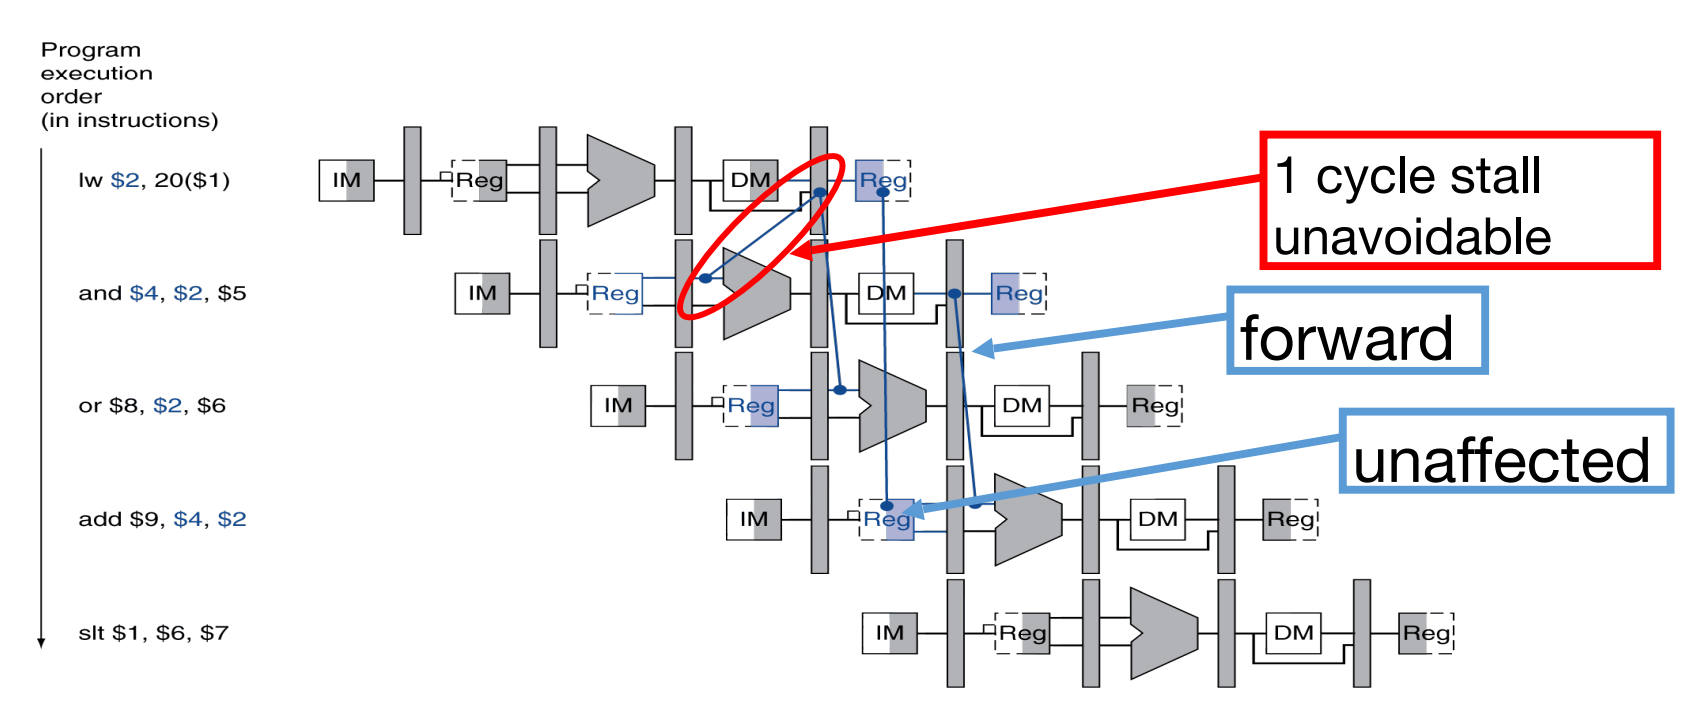 Program
execution
order
(in instructions)
lw $2, 20($1)
IM Reg DM Reg
1 cycle stall
unavoidable
and $4, $2, $5
IM Reg DM Reg
forward
or $8, $2, $6
IM Reg DM Reg
unaffected
add $9, $4, $2
IM Reg DM Reg
slt $1, $6, $7
IM Reg DM Reg